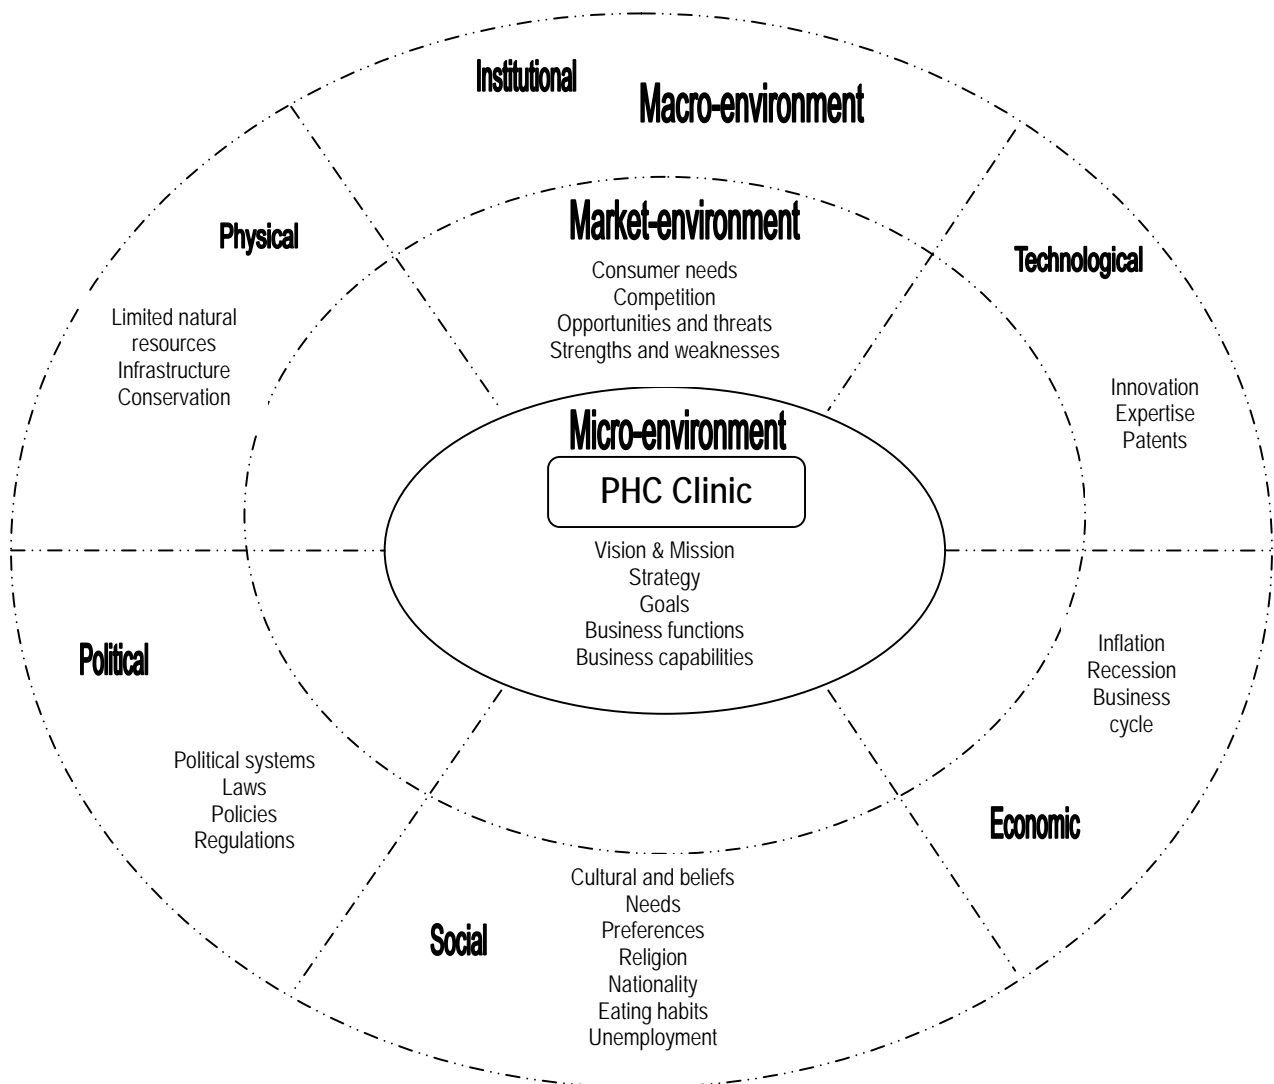 Institutional
Macro-environment
Physical
Limited natural
resources
Infrastructure
Conservation
Market-environment
Consumer needs
Competition
Opportunities and threats
Strengths and weaknesses
Technological
Innovation
Expertise
Patents
Micro-environment
PHC Clinic
Vision & Mission
Strategy
Goals
Business functions
Business capabilities
Political
Political systems
Laws
Policies
Regulations
Inflation
Recession
Business
cycle
Economic
Social
Cultural and beliefs
Needs
Preferences
Religion
Nationality
Eating habits
Unemployment